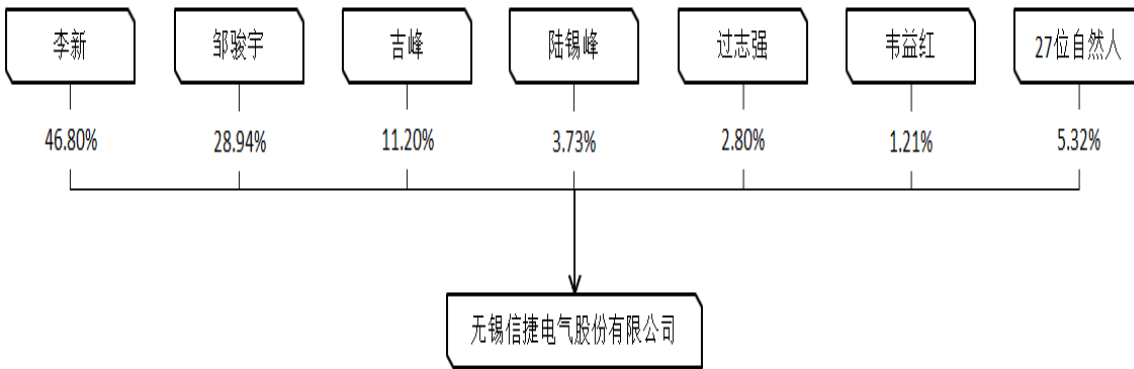 李新
邹骏宇
吉峰
陆锡峰
过志强
韦益红
27位自然人
46.80%
28.94%
11.20%
3.73%
2.80%
1.21%
5.32%
无锡信捷电气股份有限公司